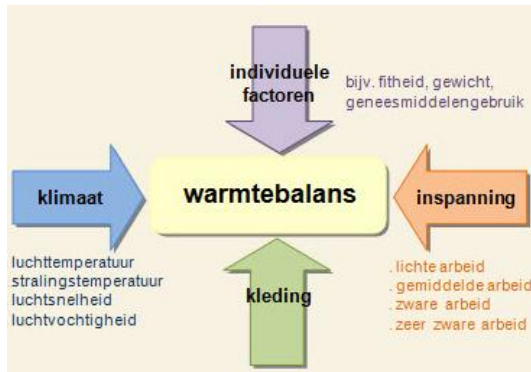 individuele
factoren
bijv. fitheid, gewicht,
geneesmiddelengebruik
klimaat
warmtebalans
inspanning
luchttemperatuur
stralingstemperatuur
luchtsnelheid
luchtvochtigheid
kleding
. lichte arbeid
. gemiddelde arbeid
. zware arbeid
. zeer zware arbeid